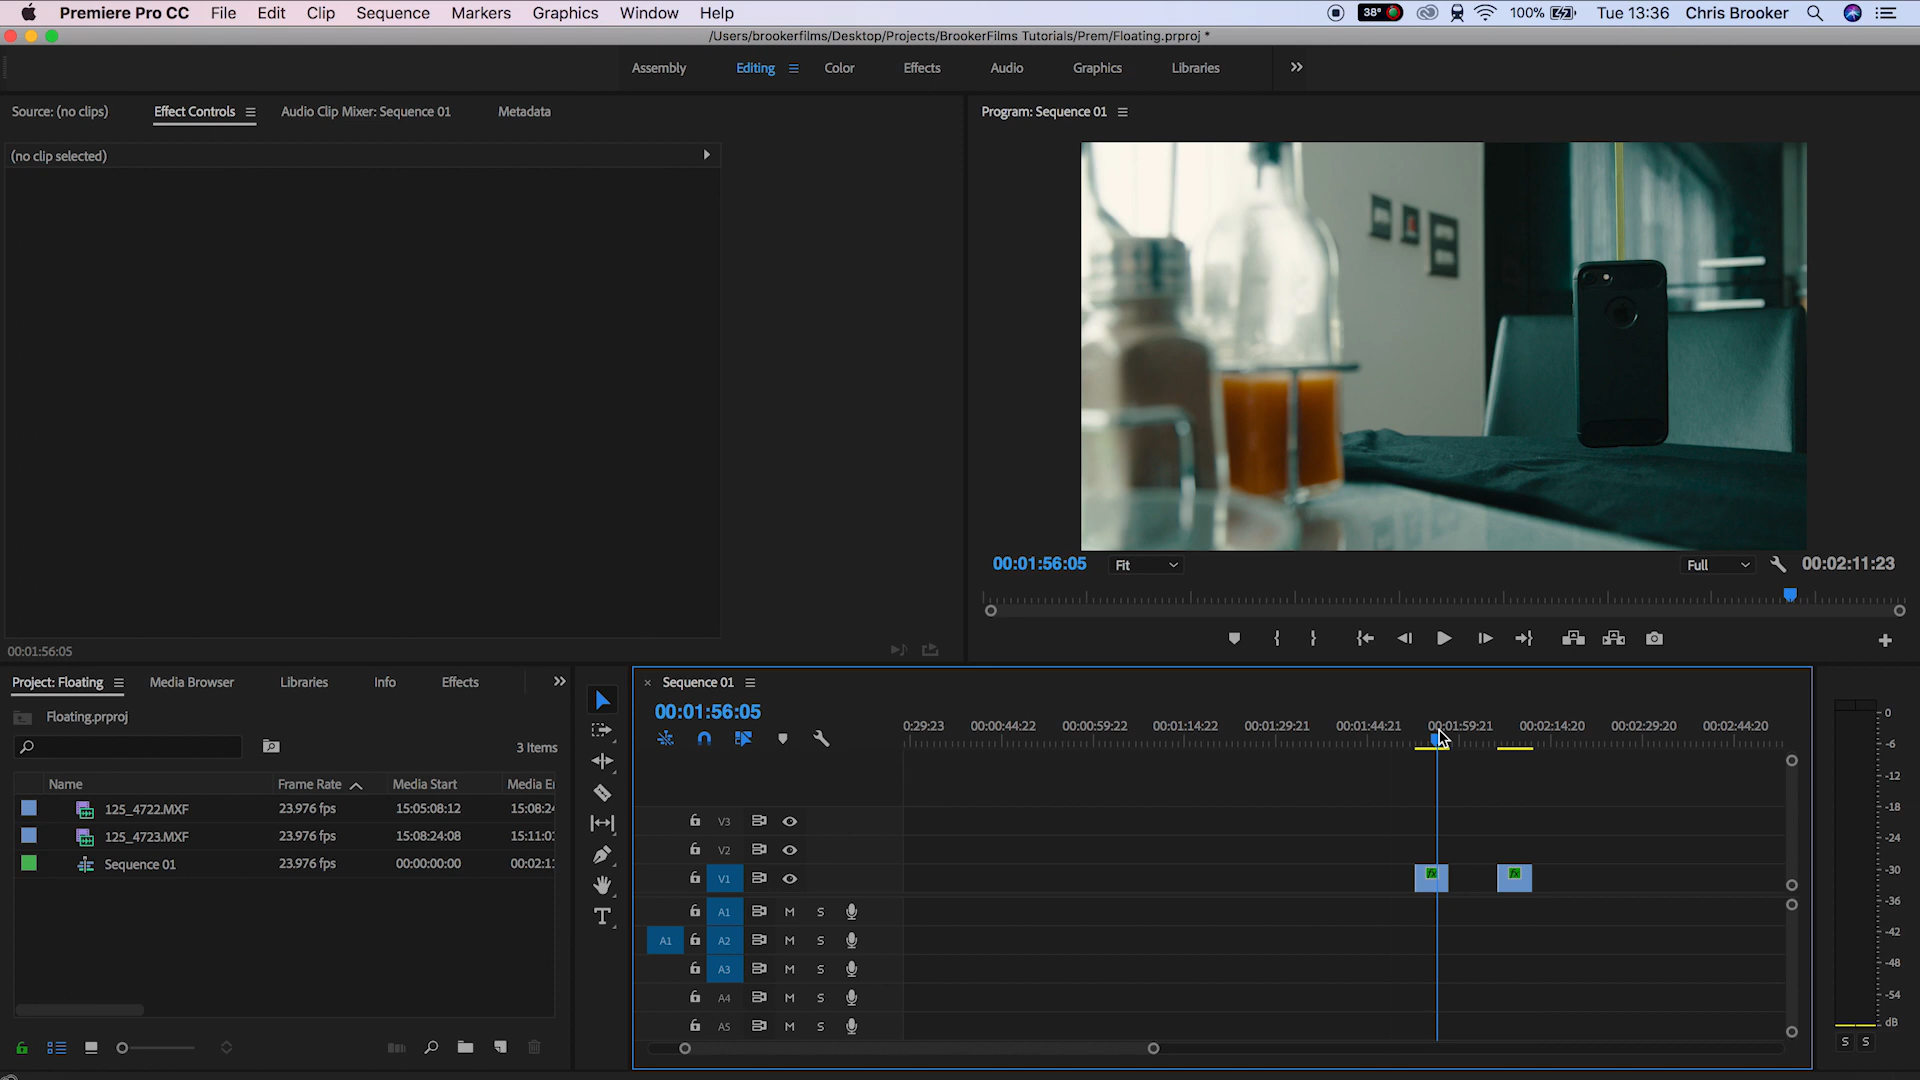 Premiere Pro CC File Edit Clip Sequence Markers Graphics Window Help 38° 100% Tue 13:36 Chris Brooker
/Users/brookerfilms/Desktop/Projects/BrookerFilms Tutorials/Prem/Floating.prproj *
Assembly Editing Color Effects Audio Graphics Libraries
Source: (no clips) Effect Controls Audio Clip Mixer: Sequence 01 Metadata
Program: Sequence 01
(no clip selected)
00:01:56:05 Fit Full 00:02:11:23
00:01:56:05
Project: Floating Media Browser Libraries Info Effects
Floating.prproj
3 Items
Name Frame Rate Media Start Media E
125_4722.MXF 23.976 fps 15:05:08:12 15:08:24
125_4723.MXF 23.976 fps 15:08:24:08 15:11:0
Sequence 01 23.976 fps 00:00:00:00 00:02:1
Sequence 01
00:01:56:05
0:29:23 00:00:44:22 00:00:59:22 00:01:14:22 00:01:29:21 00:01:44:21 00:01:59:21 00:02:14:20 00:02:29:20 00:02:44:20
V3
V2
V1 fx fx
A1 M S
A1 A2 M S
A3 M S
A4 M S
A5 M S
0
-6
-12
-18
-24
-30
-36
-42
-48
-54
dB
S S